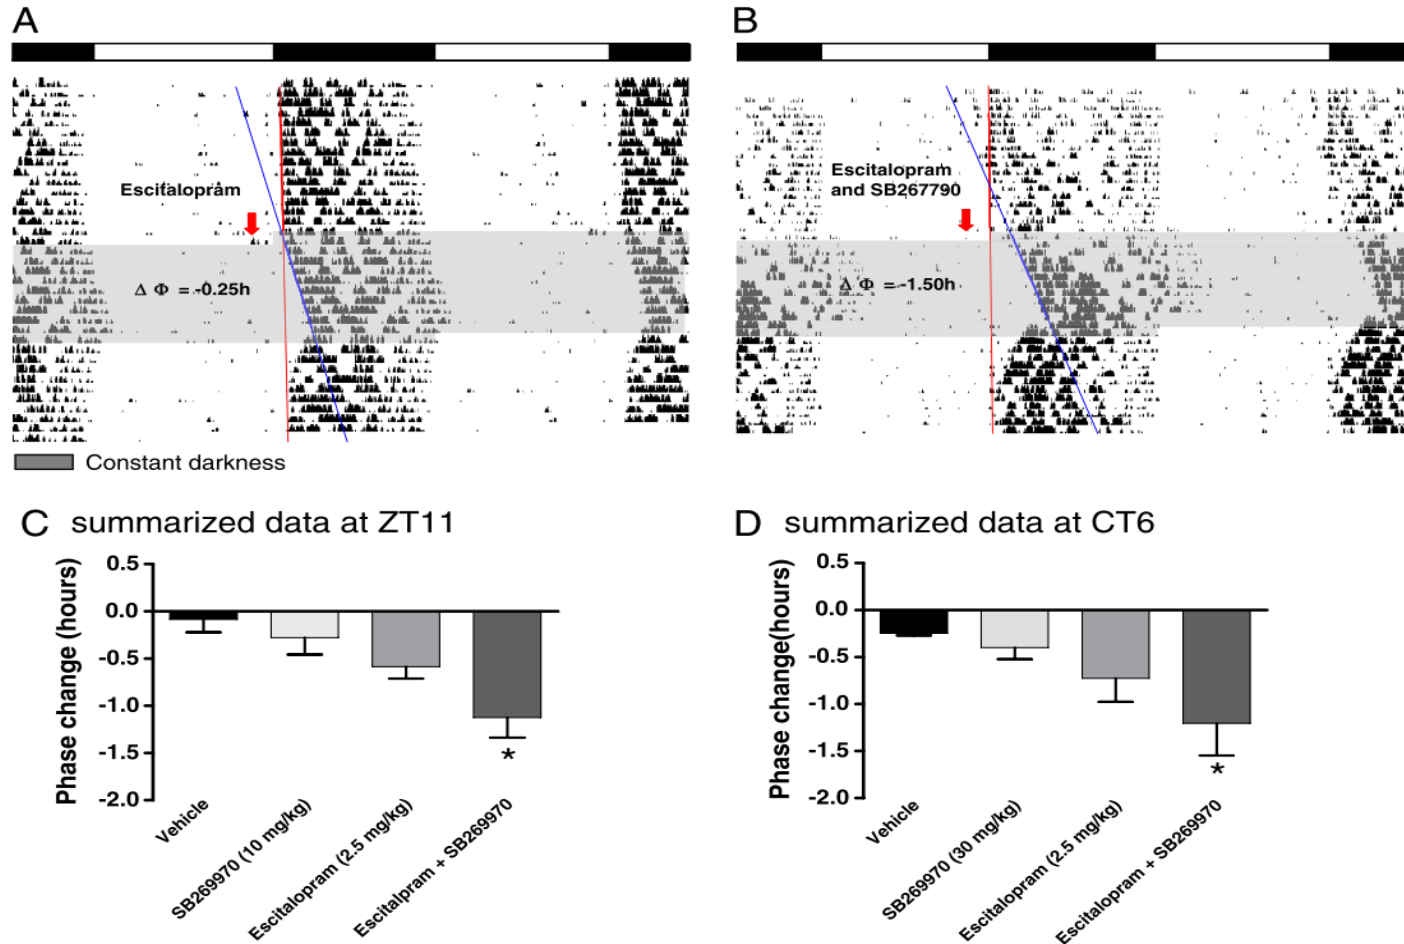 A
B
Escitalopram
Escitalopram
and SB267790
Δ Φ = -0.25h
Δ Φ = -1.50h
Constant darkness
C summarized data at ZT11
D summarized data at CT6
Phase change (hours)
0.5
0.0
-0.5
-1.0
-1.5
-2.0
Vehicle
SB269970 (10 mg/kg)
Escitalopram (2.5 mg/kg)
Escitalpram + SB269970
*
Phase change(hours)
0.5
0.0
-0.5
-1.0
-1.5
-2.0
Vehicle
SB269970 (30 mg/kg)
Escitalopram (2.5 mg/kg)
Escitalopram + SB269970
*